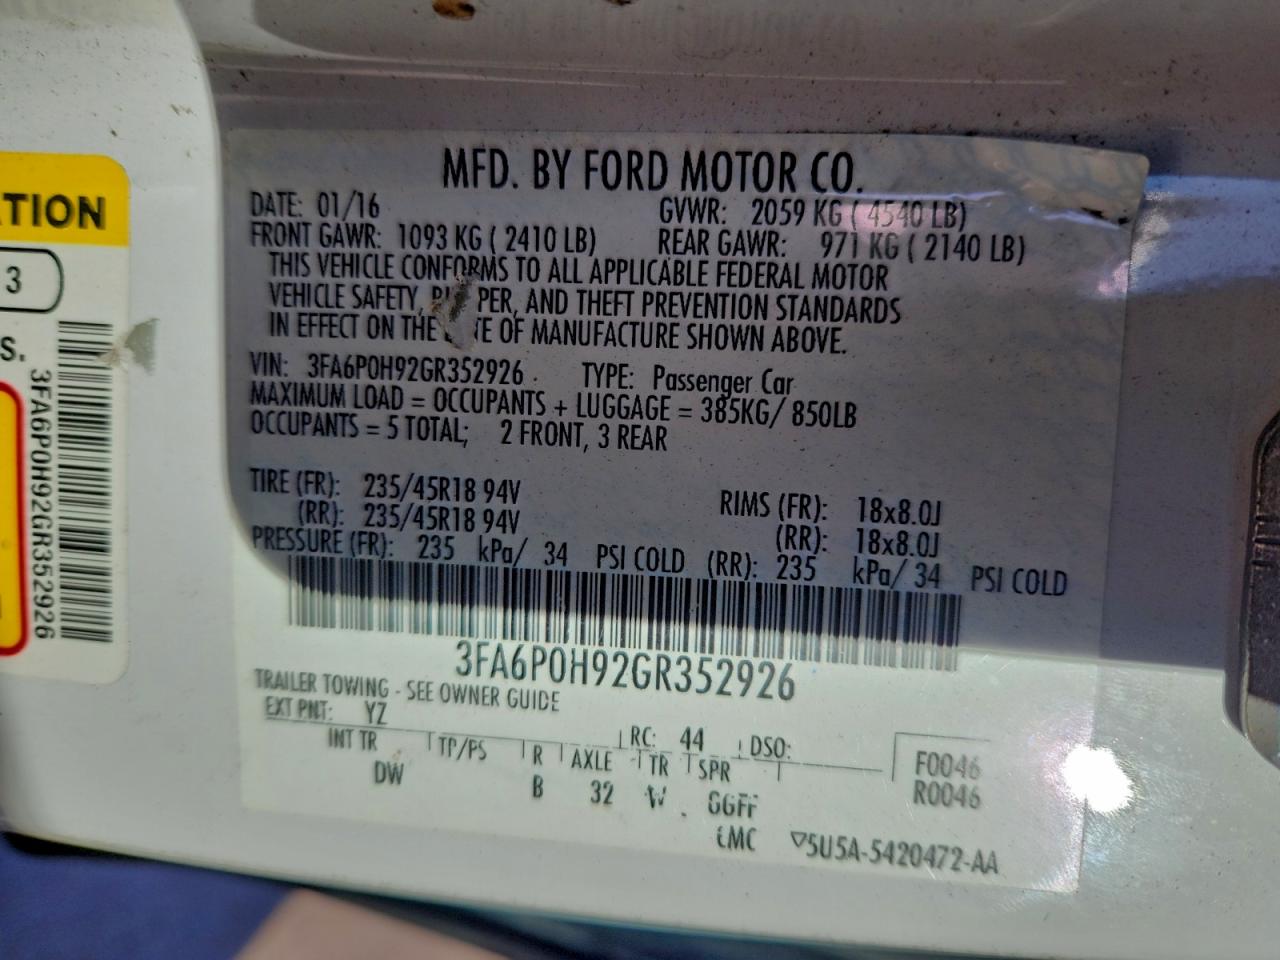 MFD. BY FORD MOTOR CO.
DATE: 01/16 GVWR: 2059 KG ( 4540 LB)
FRONT GAWR: 1093 KG ( 2410 LB) REAR GAWR: 971 KG ( 2140 LB)
THIS VEHICLE CONFORMS TO ALL APPLICABLE FEDERAL MOTOR
VEHICLE SAFETY, PER, AND THEFT PREVENTION STANDARDS
IN EFFECT ON THE OF MANUFACTURE SHOWN ABOVE.
VIN: 3FA6P0H92GR352926 TYPE: Passenger Car
MAXIMUM LOAD = OCCUPANTS + LUGGAGE = 385KG/ 850LB
OCCUPANTS = 5 TOTAL; 2 FRONT, 3 REAR
TIRE (FR): 235/45R18 94V RIMS (FR): 18x8.0J
(RR): 235/45R18 94V (RR): 18x8.0J
PRESSURE (FR): 235 kPa/ 34 PSI COLD (RR): 235 kPa/ 34 PSI COLD
3FA6P0H92GR352926
TRAILER TOWING - SEE OWNER GUIDE
EXT PNT: YZ RC: 44 DSO:
INT TR TP/PS R AXLE TR SPR F0046
DW B 32 W GGFF R0046
CMC 5U5A-5420472-AA
ATION
3
S.
3FA6P0H92GR352926